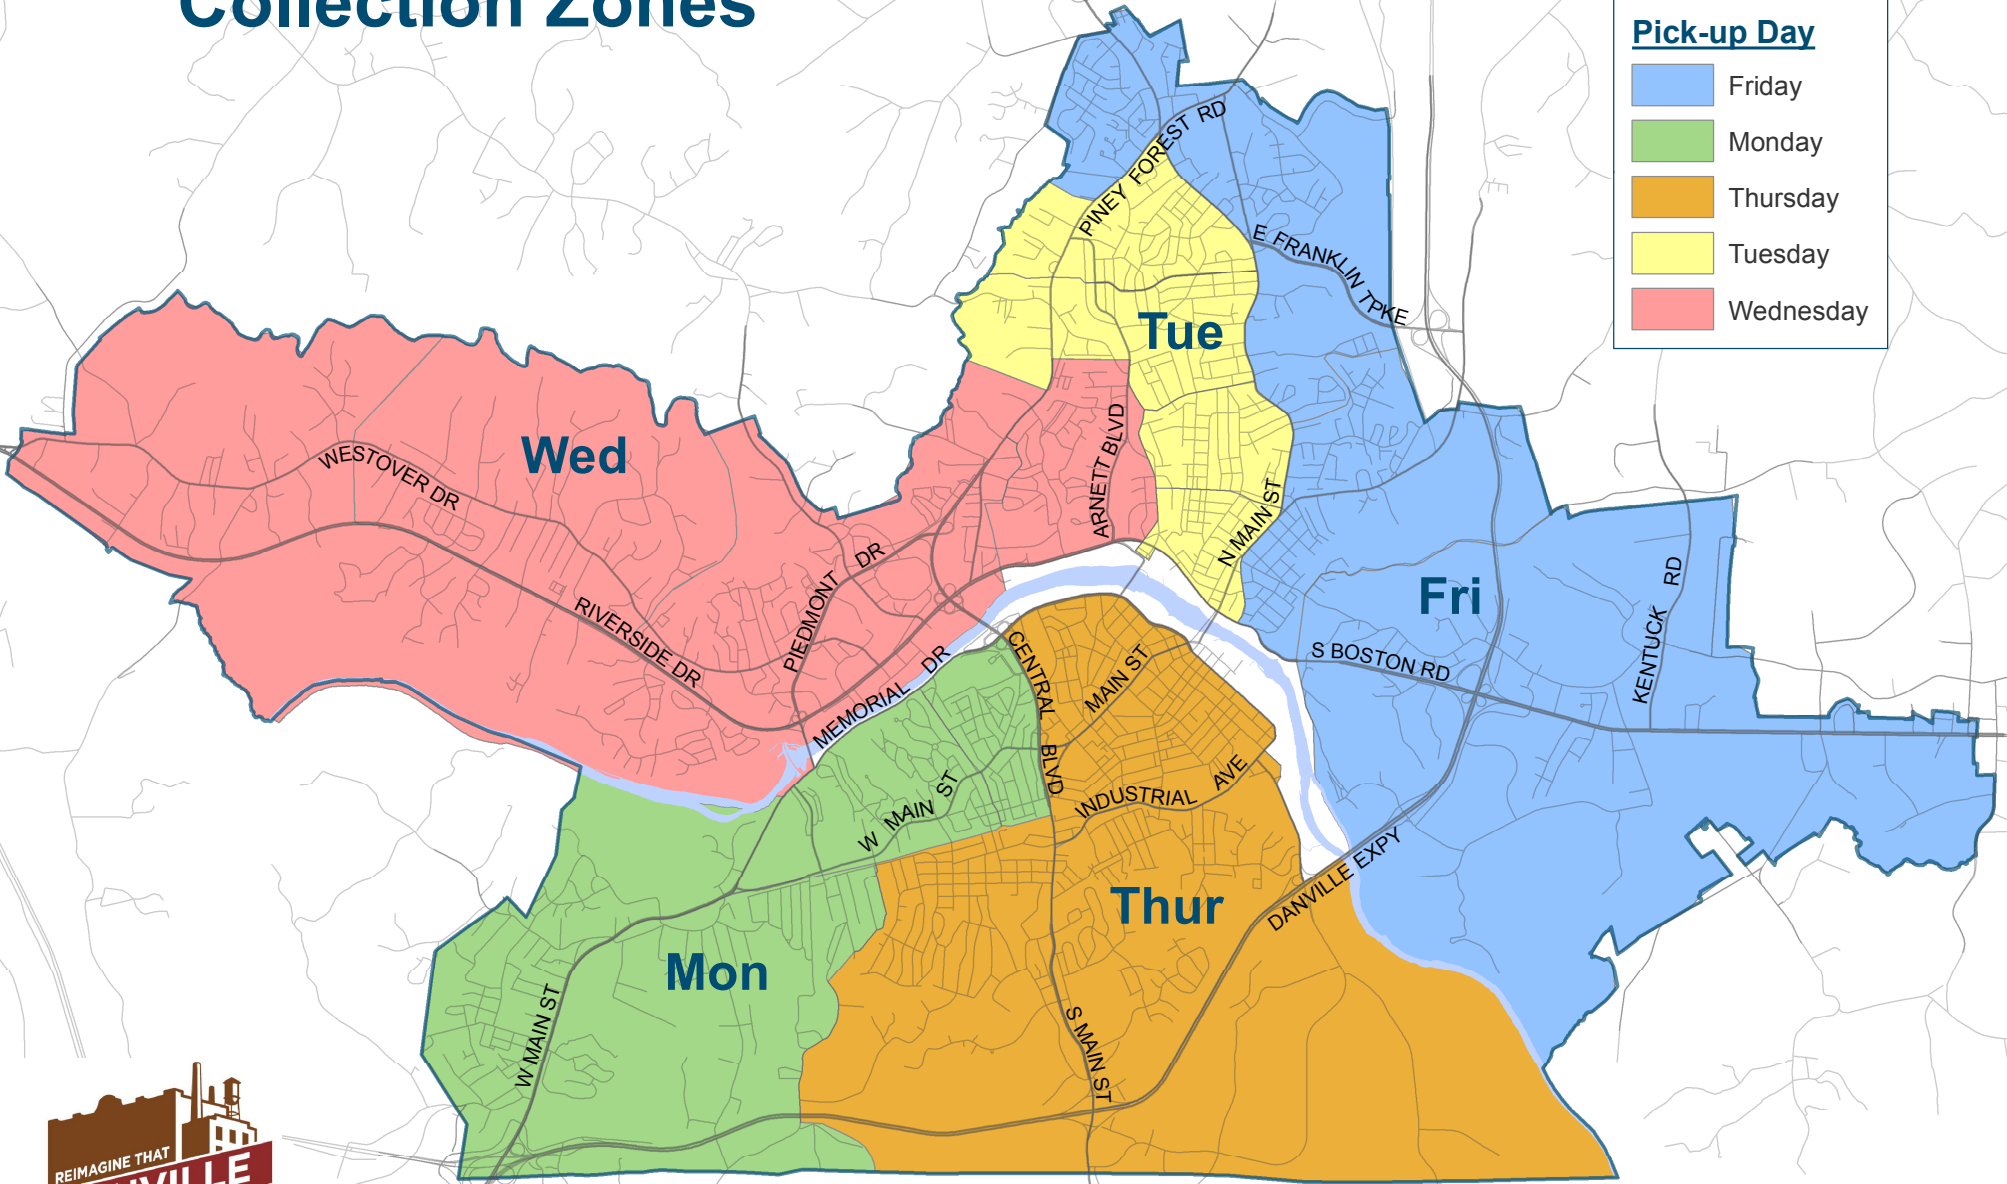 Collection Zones
Pick-up Day
Friday
Monday
Thursday
Tuesday
Wednesday
PINEY FOREST RD
E FRANKLIN TPKE
Tue
Wed
WESTOVER DR
ARNETT BLVD
N MAIN ST
PIEDMONT DR
RIVERSIDE DR
Fri
KENTUCK RD
S BOSTON RD
MEMORIAL DR
CENTRAL BLVD
MAIN ST
W MAIN ST
INDUSTRIAL AVE
DANVILLE EXPY
Thur
Mon
W MAIN ST
S MAIN ST
REIMAGINE THAT